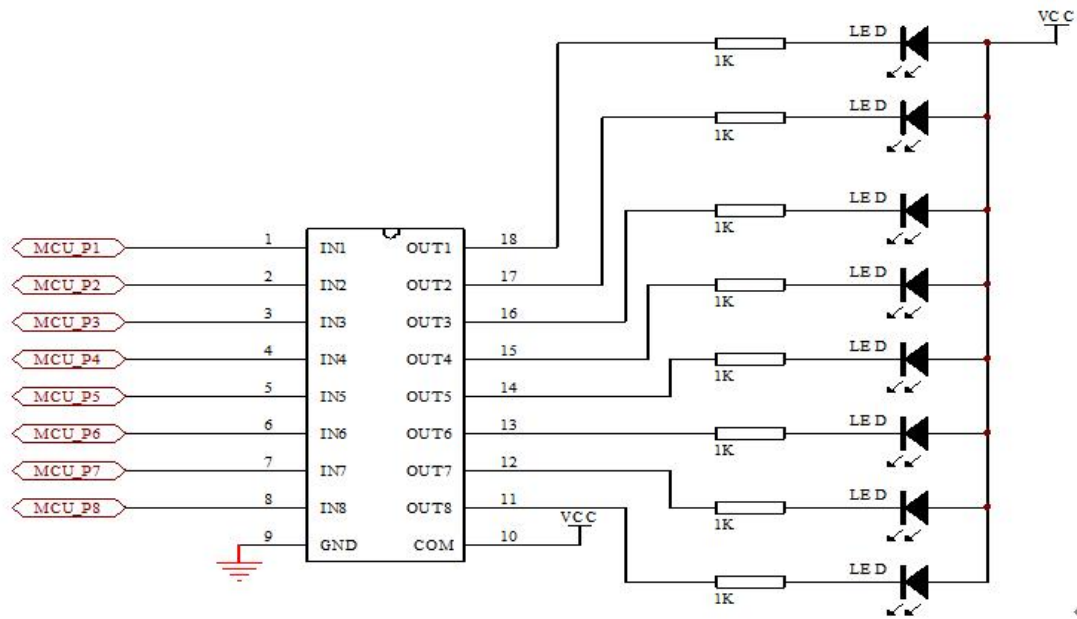 VCC
LED
1K
LED
1K
LED
1K
MCU_P1 1 IN1 OUT1 18
MCU_P2 2 IN2 OUT2 17
LED
1K
MCU_P3 3 IN3 OUT3 16
MCU_P4 4 IN4 OUT4 15
LED
1K
MCU_P5 5 IN5 OUT5 14
MCU_P6 6 IN6 OUT6 13
LED
1K
MCU_P7 7 IN7 OUT7 12
MCU_P8 8 IN8 OUT8 11
LED
1K
VCC
9 GND COM 10
LED
1K